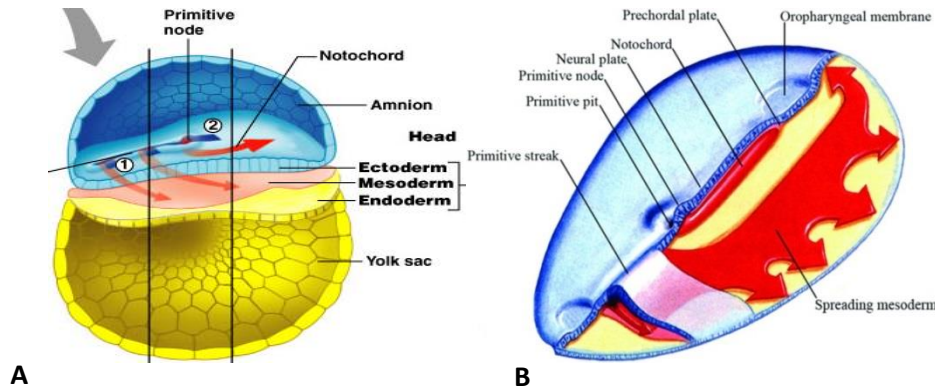 Primitive
node
Notochord
Amnion
2
Head
1
Ectoderm
Mesoderm
Endoderm
Yolk sac
A
Prechordal plate
Oropharyngeal membrane
Notochord
Neural plate
Primitive node
Primitive pit
Primitive streak
Spreading mesoderm
B